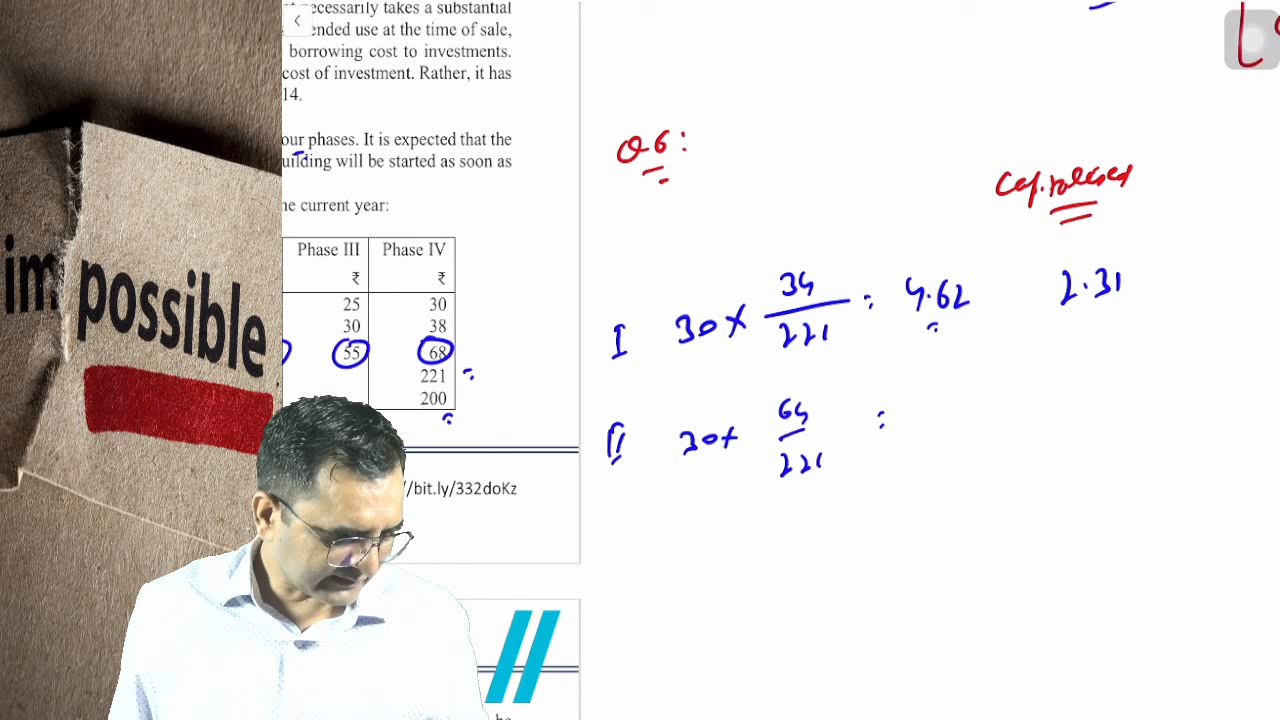 t necessarily takes a substantial
ended use at the time of sale,
borrowing cost to investments.
cost of investment. Rather, it has
14.
our phases. It is expected that the
uilding will be started as soon as
ne current year:
Phase III Phase IV
₹ ₹
25 30
30 38
55 68
221
200
//bit.ly/332doKz
be
impossible
Q6:
Capitalised
I 30 × 34/221 = 4.62 2.31
II 30 × 64/221 =